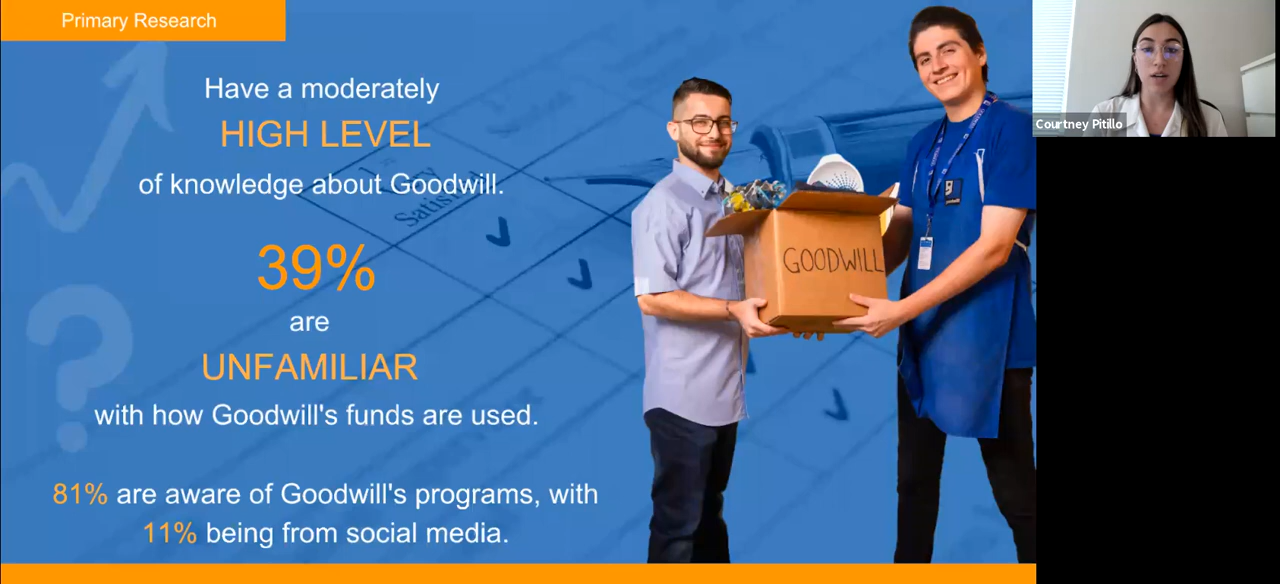 Primary Research
Have a moderately
HIGH LEVEL
of knowledge about Goodwill.
39%
are
UNFAMILIAR
with how Goodwill's funds are used.
81% are aware of Goodwill's programs, with
11% being from social media.
GOODWILL
Courtney Pitillo